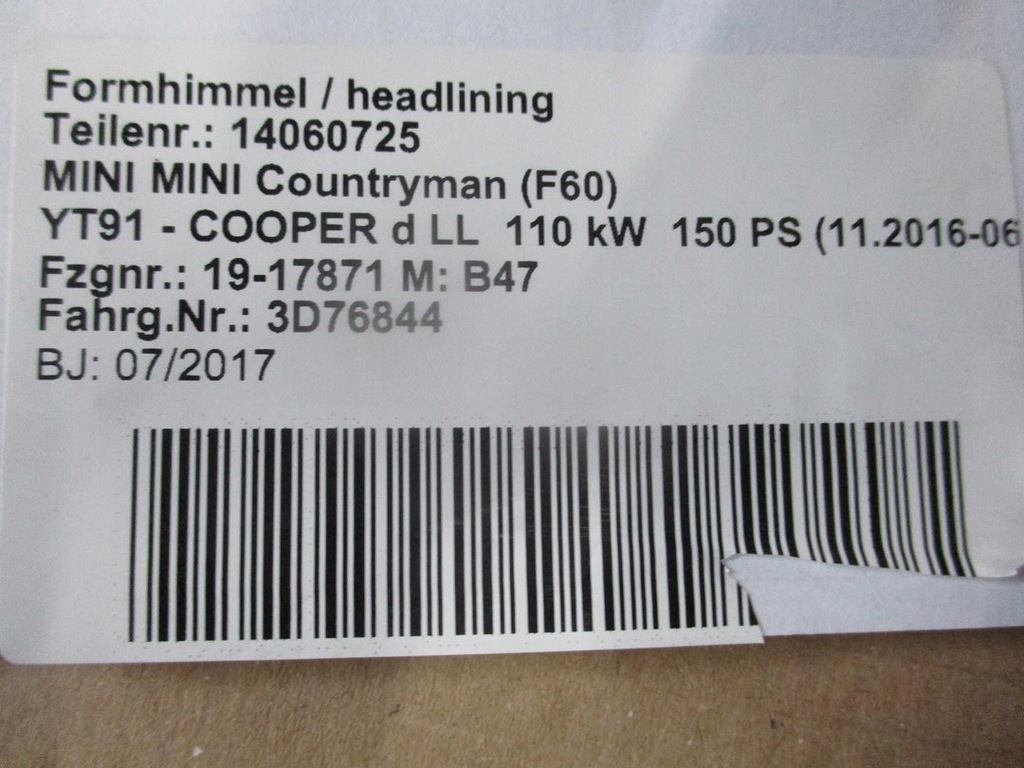 Formhimmel / headlining
Teilenr.: 14060725
MINI MINI Countryman (F60)
YT91 - COOPER d LL 110 kW 150 PS (11.2016-06
Fzgnr.: 19-17871 M: B47
Fahrg.Nr.: 3D76844
BJ: 07/2017